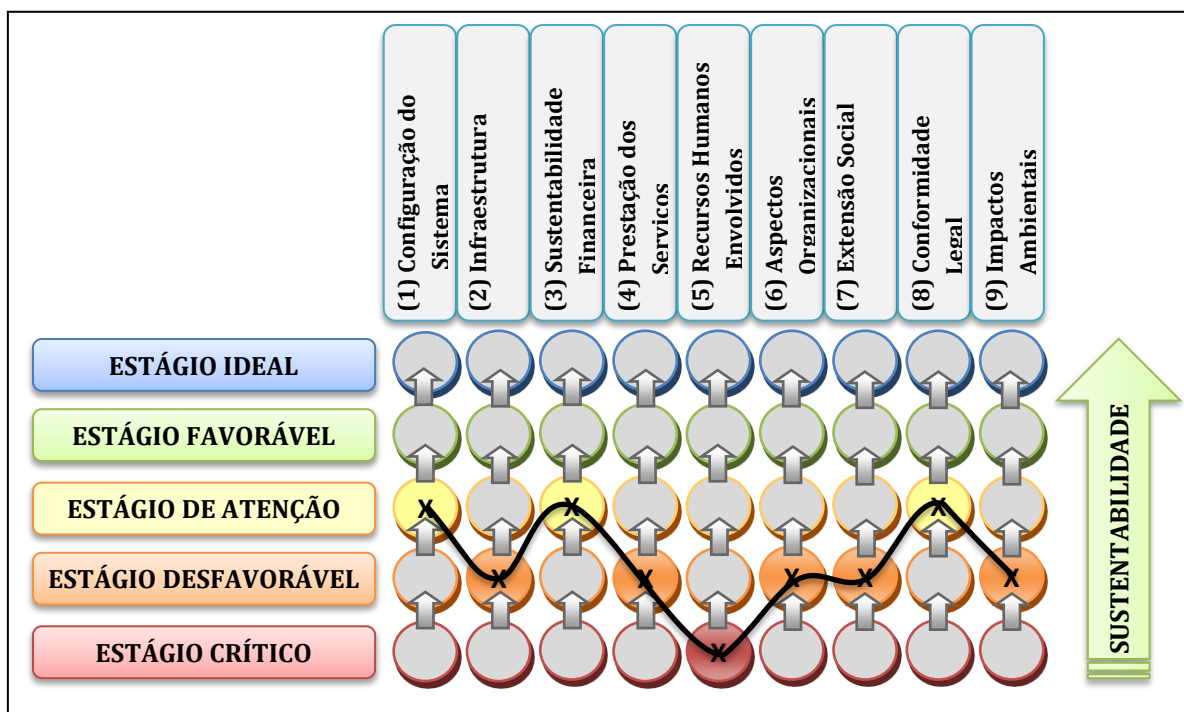 (1) Configuração do
Sistema
(2) Infraestrutura
(3) Sustentabilidade
Financeira
(4) Prestação dos
Servicos
(5) Recursos Humanos
Envolvidos
(6) Aspectos
Organizacionais
(7) Extensão Social
(8) Conformidade
Legal
(9) Impactos
Ambientais
ESTÁGIO IDEAL
ESTÁGIO FAVORÁVEL
ESTÁGIO DE ATENÇÃO
X X X
ESTÁGIO DESFAVORÁVEL
X X X X X
ESTÁGIO CRÍTICO
X
SUSTENTABILIDADE